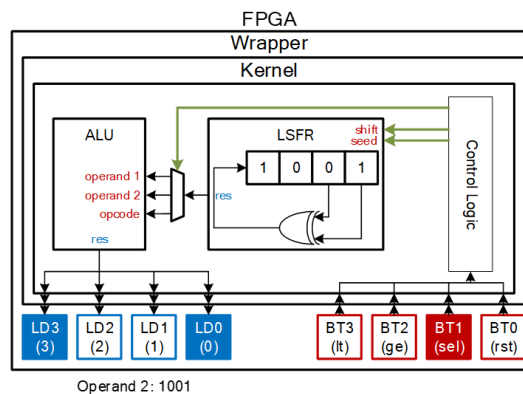 FPGA
Wrapper
Kernel
ALU
LSFR
shift
seed
1 0 0 1
operand 1
operand 2
opcode
res
res
Control Logic
LD3 (3)
LD2 (2)
LD1 (1)
LD0 (0)
BT3 (lt)
BT2 (ge)
BT1 (sel)
BT0 (rst)
Operand 2: 1001